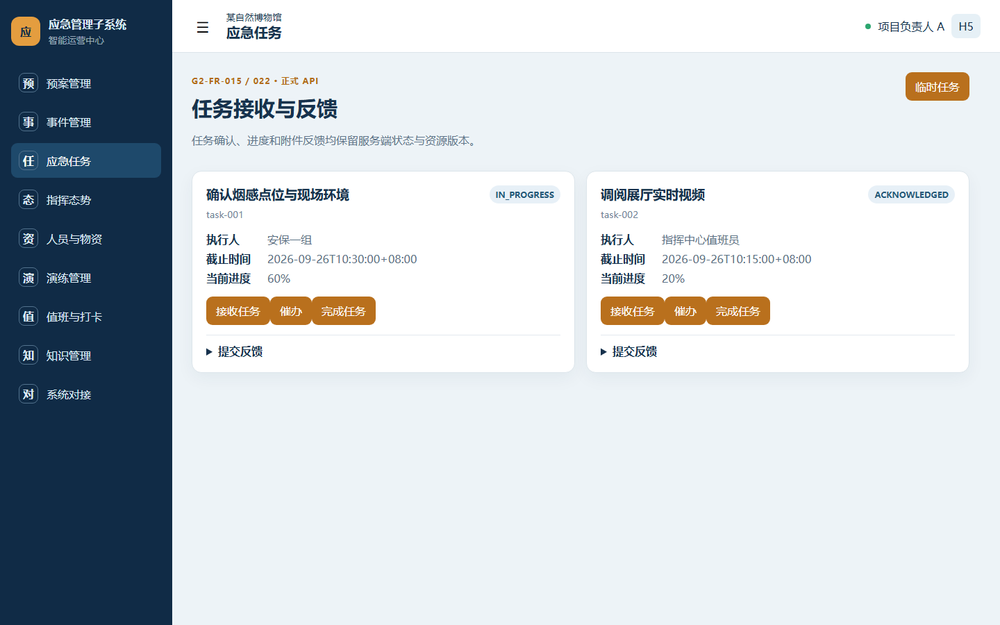 应
应急管理子系统
智能运营中心
预 预案管理
事 事件管理
任 应急任务
态 指挥态势
资 人员与物资
演 演练管理
值 值班与打卡
知 知识管理
对 系统对接
☰
某自然博物馆
应急任务
项目负责人 A
H5
G2-FR-015 / 022 · 正式 API
任务接收与反馈
任务确认、进度和附件反馈均保留服务端状态与资源版本。
临时任务
确认烟感点位与现场环境
IN_PROGRESS
task-001
执行人 安保一组
截止时间 2026-09-26T10:30:00+08:00
当前进度 60%
接收任务 催办 完成任务
▶ 提交反馈
调阅展厅实时视频
ACKNOWLEDGED
task-002
执行人 指挥中心值班员
截止时间 2026-09-26T10:15:00+08:00
当前进度 20%
接收任务 催办 完成任务
▶ 提交反馈